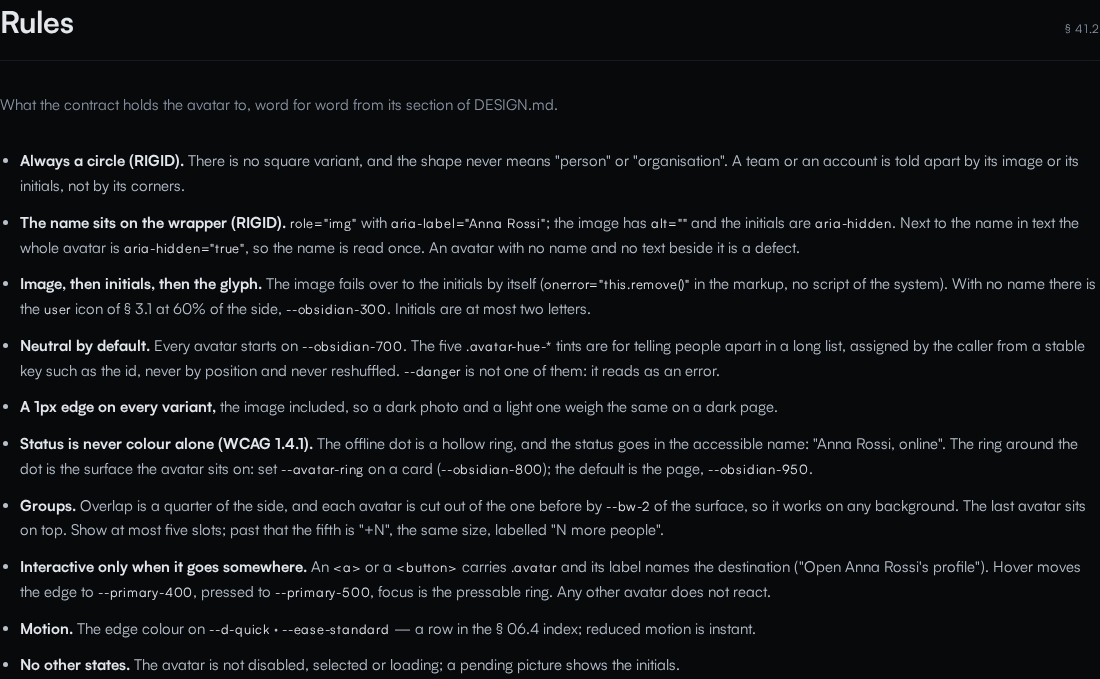 Rules
§ 41.2
What the contract holds the avatar to, word for word from its section of DESIGN.md.
• Always a circle (RIGID). There is no square variant, and the shape never means "person" or "organisation". A team or an account is told apart by its image or its
initials, not by its corners.
• The name sits on the wrapper (RIGID). role="img" with aria-label="Anna Rossi"; the image has alt="" and the initials are aria-hidden. Next to the name in text the
whole avatar is aria-hidden="true", so the name is read once. An avatar with no name and no text beside it is a defect.
• Image, then initials, then the glyph. The image fails over to the initials by itself (onerror="this.remove()" in the markup, no script of the system). With no name there is
the user icon of § 3.1 at 60% of the side, --obsidian-300. Initials are at most two letters.
• Neutral by default. Every avatar starts on --obsidian-700. The five .avatar-hue-* tints are for telling people apart in a long list, assigned by the caller from a stable
key such as the id, never by position and never reshuffled. --danger is not one of them: it reads as an error.
• A 1px edge on every variant, the image included, so a dark photo and a light one weigh the same on a dark page.
• Status is never colour alone (WCAG 1.4.1). The offline dot is a hollow ring, and the status goes in the accessible name: "Anna Rossi, online". The ring around the
dot is the surface the avatar sits on: set --avatar-ring on a card (--obsidian-800); the default is the page, --obsidian-950.
• Groups. Overlap is a quarter of the side, and each avatar is cut out of the one before by --bw-2 of the surface, so it works on any background. The last avatar sits
on top. Show at most five slots; past that the fifth is "+N", the same size, labelled "N more people".
• Interactive only when it goes somewhere. An <a> or a <button> carries .avatar and its label names the destination ("Open Anna Rossi's profile"). Hover moves
the edge to --primary-400, pressed to --primary-500, focus is the pressable ring. Any other avatar does not react.
• Motion. The edge colour on --d-quick · --ease-standard — a row in the § 06.4 index; reduced motion is instant.
• No other states. The avatar is not disabled, selected or loading; a pending picture shows the initials.